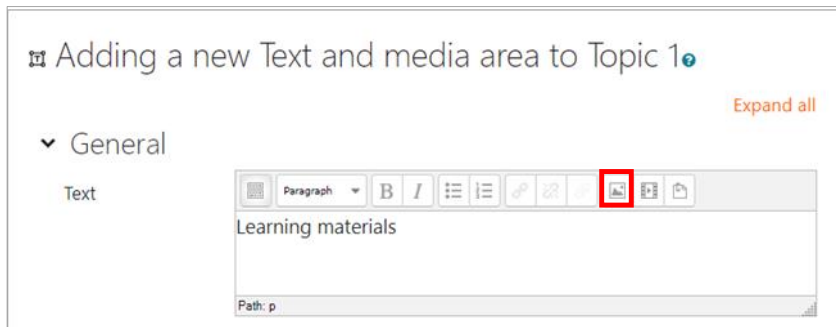 Adding a new Text and media area to Topic 1
Expand all
General
Text
Paragraph
B I
Learning materials
Path: p